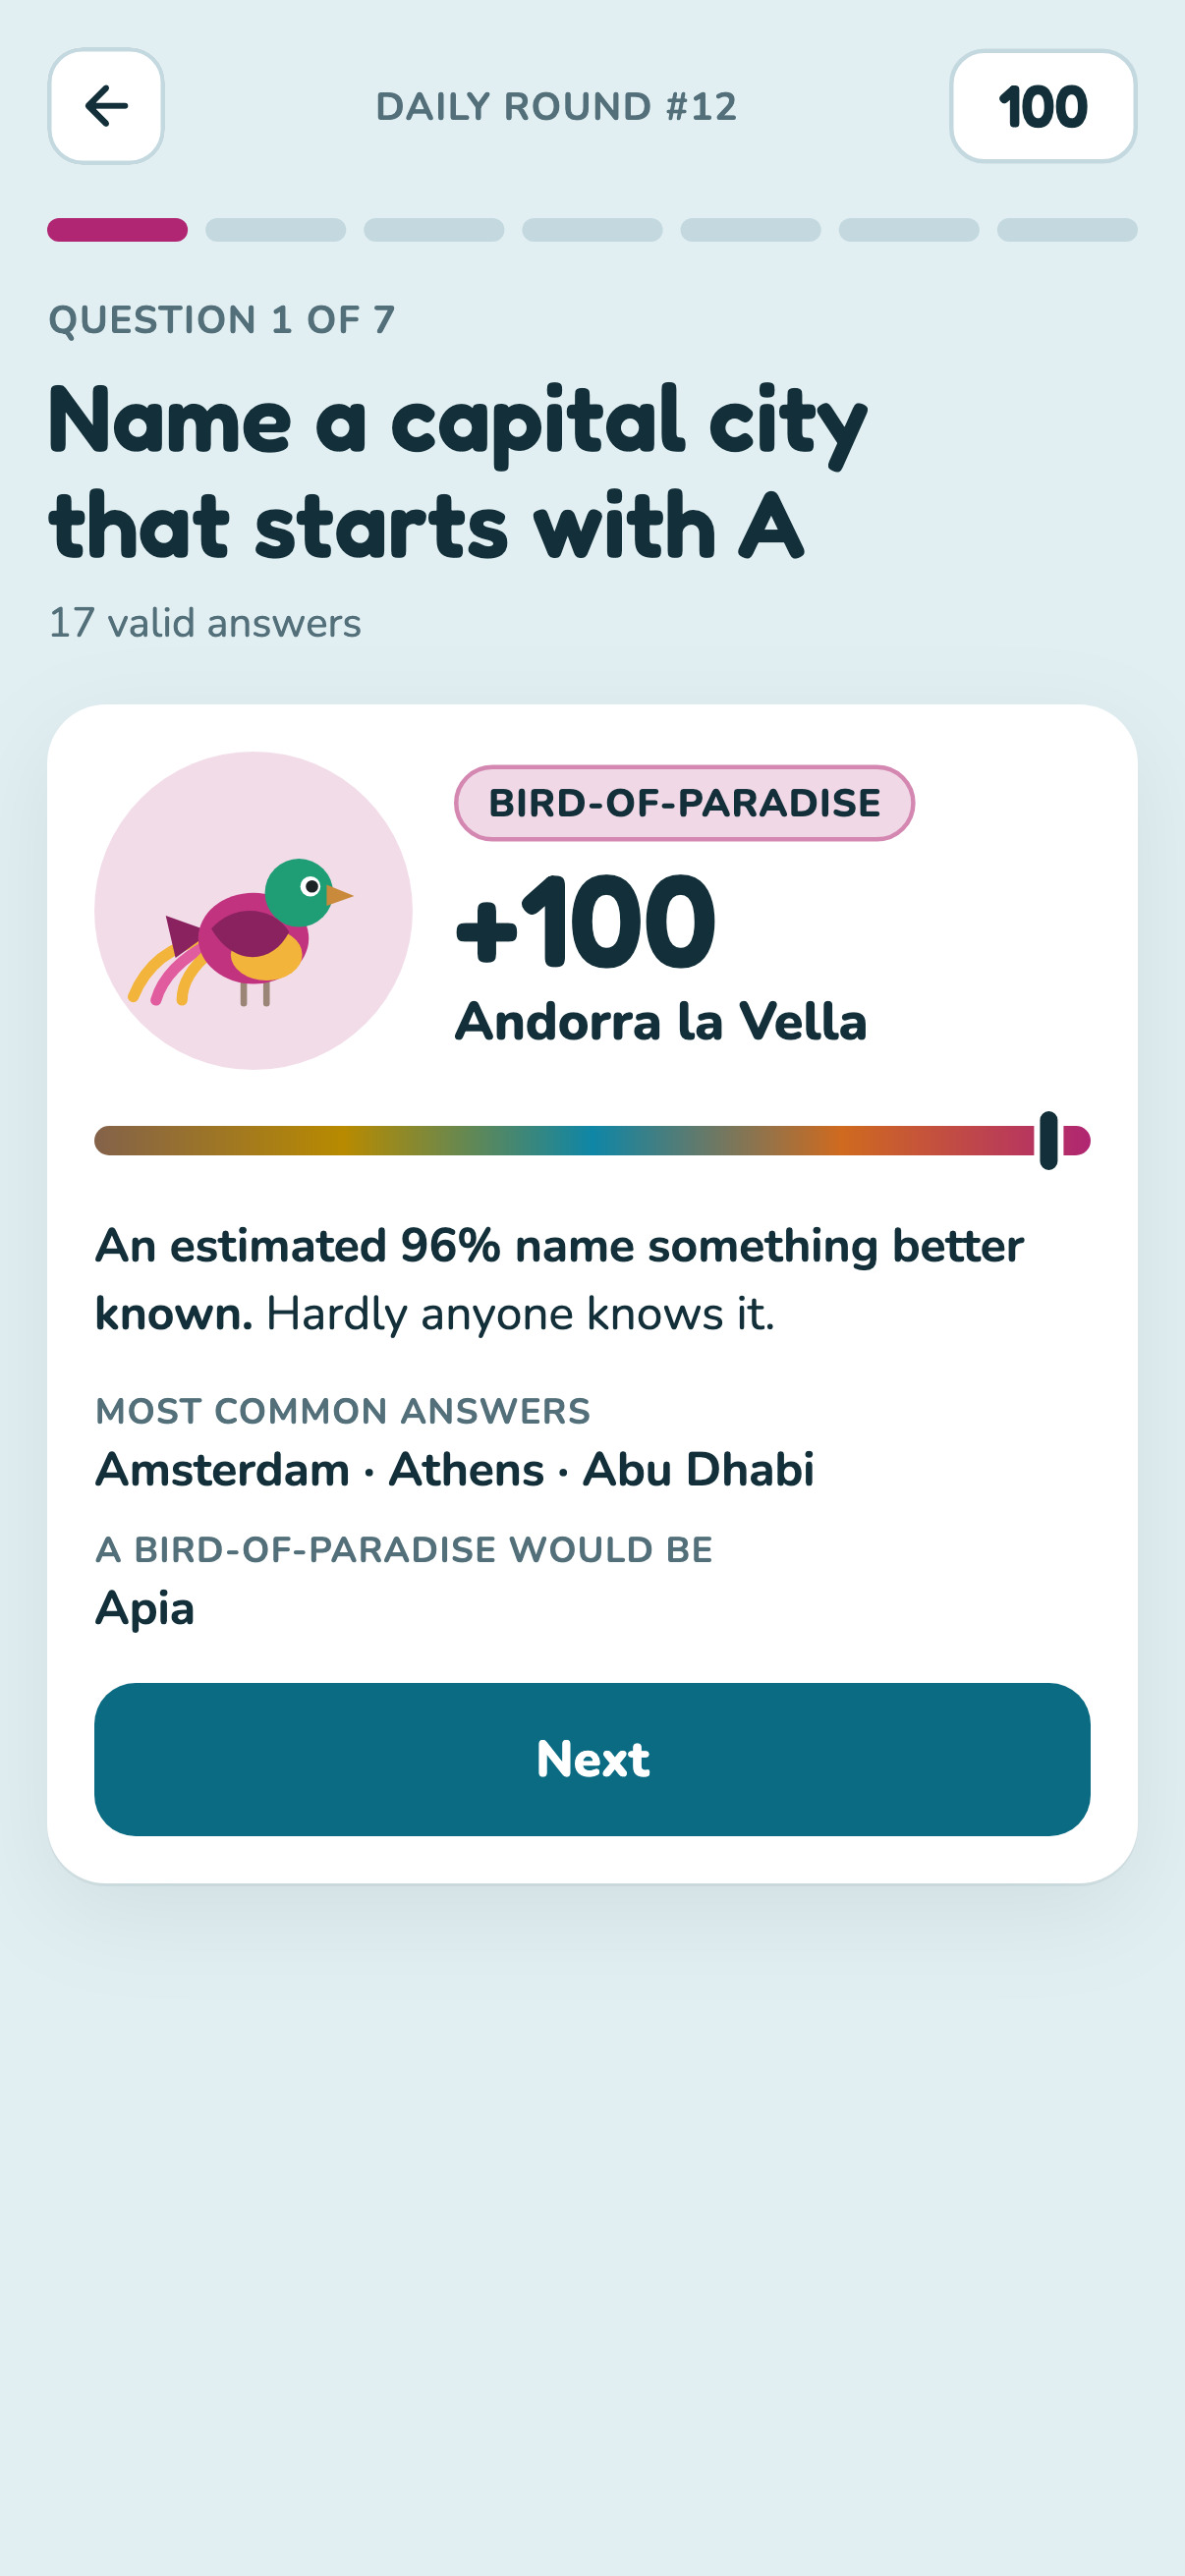 DAILY ROUND #12
100
QUESTION 1 OF 7
Name a capital city
that starts with A
17 valid answers
BIRD-OF-PARADISE
+100
Andorra la Vella
An estimated 96% name something better
known. Hardly anyone knows it.
MOST COMMON ANSWERS
Amsterdam · Athens · Abu Dhabi
A BIRD-OF-PARADISE WOULD BE
Apia
Next